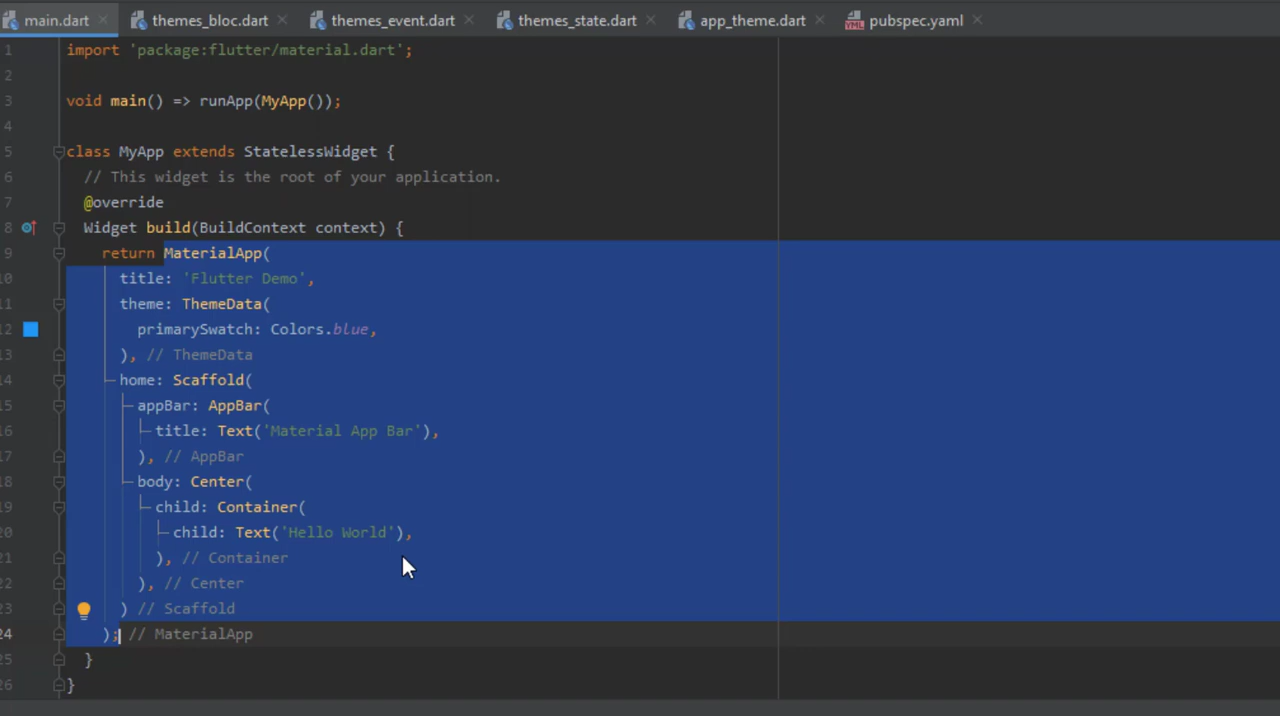 main.dart themes_bloc.dart themes_event.dart themes_state.dart app_theme.dart YML pubspec.yaml
1 import 'package:flutter/material.dart';
2
3 void main() => runApp(MyApp());
4
5 class MyApp extends StatelessWidget {
6 // This widget is the root of your application.
7 @override
8 Widget build(BuildContext context) {
9 return MaterialApp(
10 title: 'Flutter Demo',
11 theme: ThemeData(
12 primarySwatch: Colors.blue,
13 ), // ThemeData
14 home: Scaffold(
15 appBar: AppBar(
16 title: Text('Material App Bar'),
17 ), // AppBar
18 body: Center(
19 child: Container(
20 child: Text('Hello World'),
21 ), // Container
22 ), // Center
23 ) // Scaffold
24 ); // MaterialApp
25 }
26 }